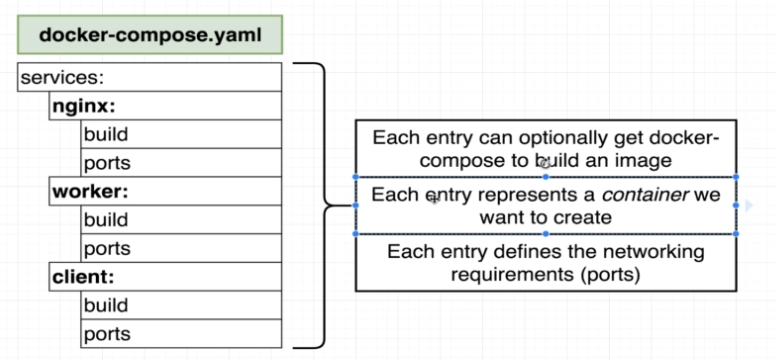 docker-compose.yaml
services:
nginx:
build
ports
worker:
build
ports
client:
build
ports
Each entry can optionally get docker-
compose to build an image
Each entry represents a container we
want to create
Each entry defines the networking
requirements (ports)